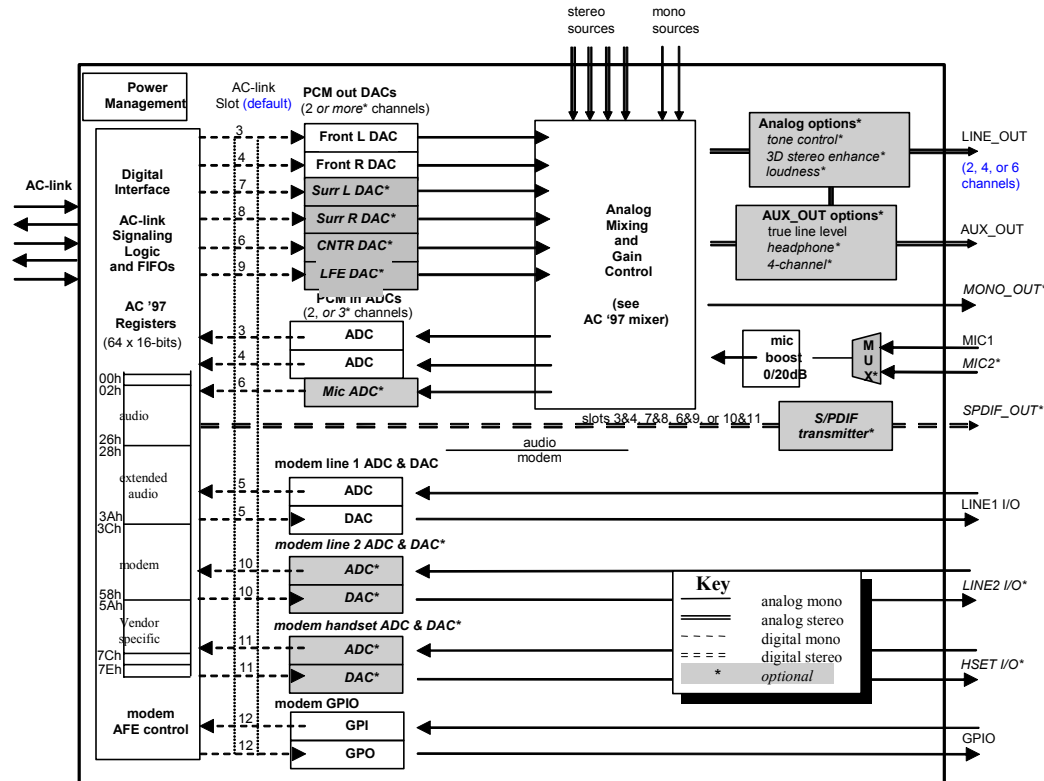 stereo sources
mono sources
Power Management
AC-link Slot (default)
PCM out DACs
(2 or more* channels)
AC-link
Digital Interface
AC-link Signaling Logic and FIFOs
AC '97 Registers
(64 x 16-bits)
3
4
7
8
6
9
Front L DAC
Front R DAC
Surr L DAC*
Surr R DAC*
CNTR DAC*
LFE DAC*
PCM in ADCs
(2, or 3* channels)
3
4
6
ADC
ADC
Mic ADC*
Analog Mixing and Gain Control
(see AC '97 mixer)
Analog options*
tone control*
3D stereo enhance*
loudness*
LINE_OUT
(2, 4, or 6 channels)
AUX_OUT options*
true line level
headphone*
4-channel*
AUX_OUT
MONO_OUT*
mic boost 0/20dB
MUX*
MIC1
MIC2*
slots 3&4, 7&8, 6&9, or 10&11
S/PDIF transmitter*
SPDIF_OUT*
audio
modem
00h
02h
audio
26h
28h
extended audio
3Ah
3Ch
modem
58h
5Ah
Vendor specific
7Ch
7Eh
modem AFE control
modem line 1 ADC & DAC
5
ADC
5
DAC
LINE1 I/O
modem line 2 ADC & DAC*
10
ADC*
10
DAC*
LINE2 I/O*
modem handset ADC & DAC*
11
ADC*
11
DAC*
HSET I/O*
modem GPIO
12
GPI
12
GPO
GPIO
Key
analog mono
analog stereo
digital mono
digital stereo
* optional